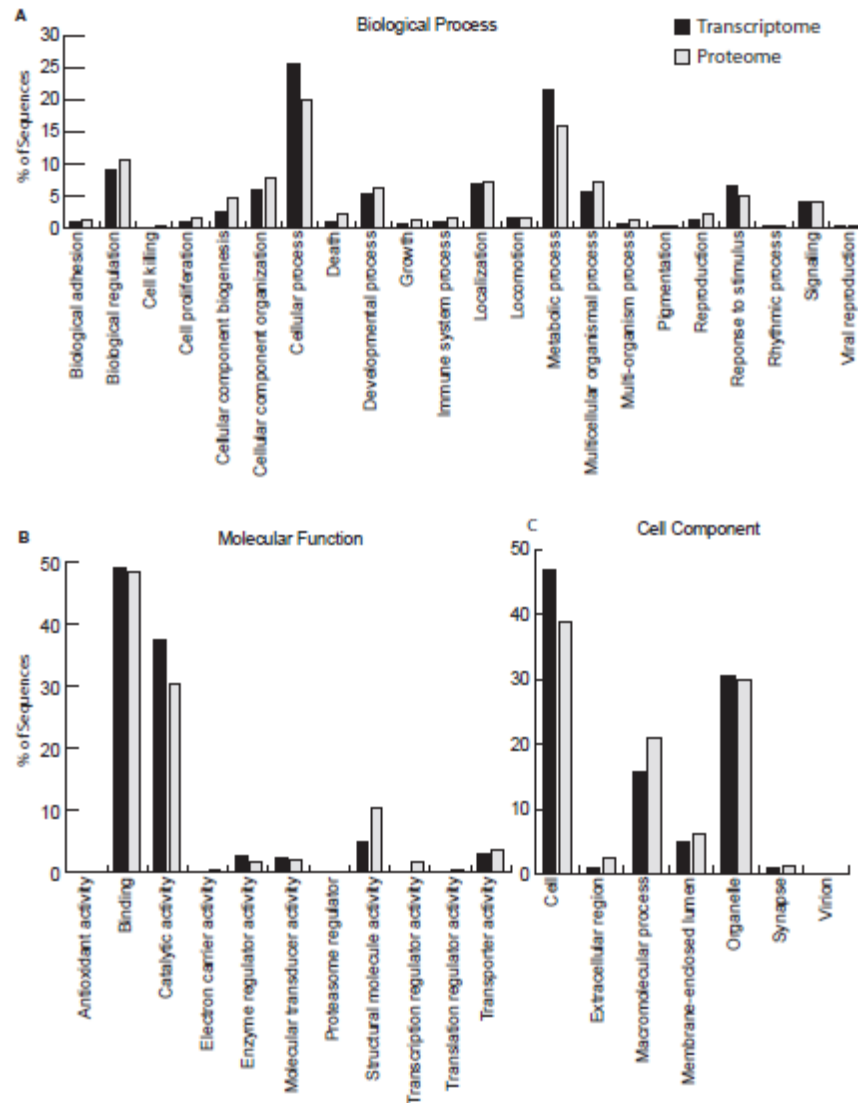 A
Biological Process
Transcriptome
Proteome
% of Sequences
30
25
20
15
10
5
0
Biological adhesion
Biological regulation
Cell killing
Cell proliferation
Cellular component biogenesis
Cellular component organization
Cellular process
Death
Developmental process
Growth
Immune system process
Localization
Locomotion
Metabolic process
Multicellular organismal process
Multi-organism process
Pigmentation
Reproduction
Reponse to stimulus
Rhythmic process
Signaling
Viral reproduction
B
Molecular Function
% of Sequences
50
40
30
20
10
0
Antioxidant activity
Binding
Catalytic activity
Electron carrier activity
Enzyme regulator activity
Molecular transducer activity
Proteasome regulator
Structural molecule activity
Transcription regulator activity
Translation regulator activity
Transporter activity
C
Cell Component
50
40
30
20
10
0
Cell
Extracellular region
Macromolecular process
Membrane-enclosed lumen
Organelle
Synapse
Virion